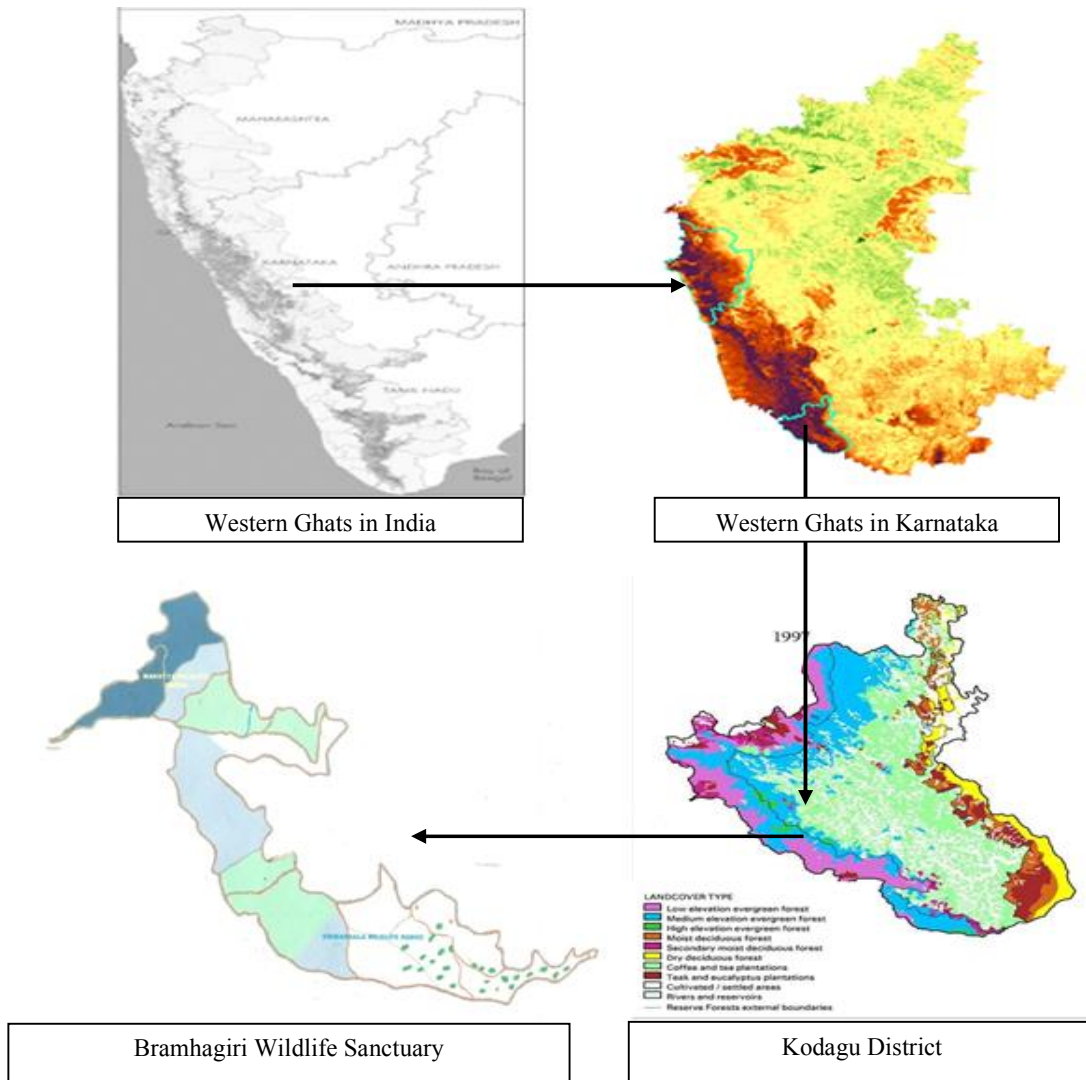 MADHYA PRADESH
MAHARASHTRA
KARNATAKA
ANDHRA PRADESH
TAMIL NADU
Arabian Sea
Bay of
Bengal
Western Ghats in India
Western Ghats in Karnataka
1997
LANDCOVER TYPE
Low elevation evergreen forest
Medium elevation evergreen forest
High elevation evergreen forest
Moist deciduous forest
Secondary moist deciduous forest
Dry deciduous forest
Coffee and tea plantations
Teak and eucalyptus plantations
Cultivated / settled areas
Rivers and reservoirs
Reserve Forests external boundaries
Bramhagiri Wildlife Sanctuary
Kodagu District